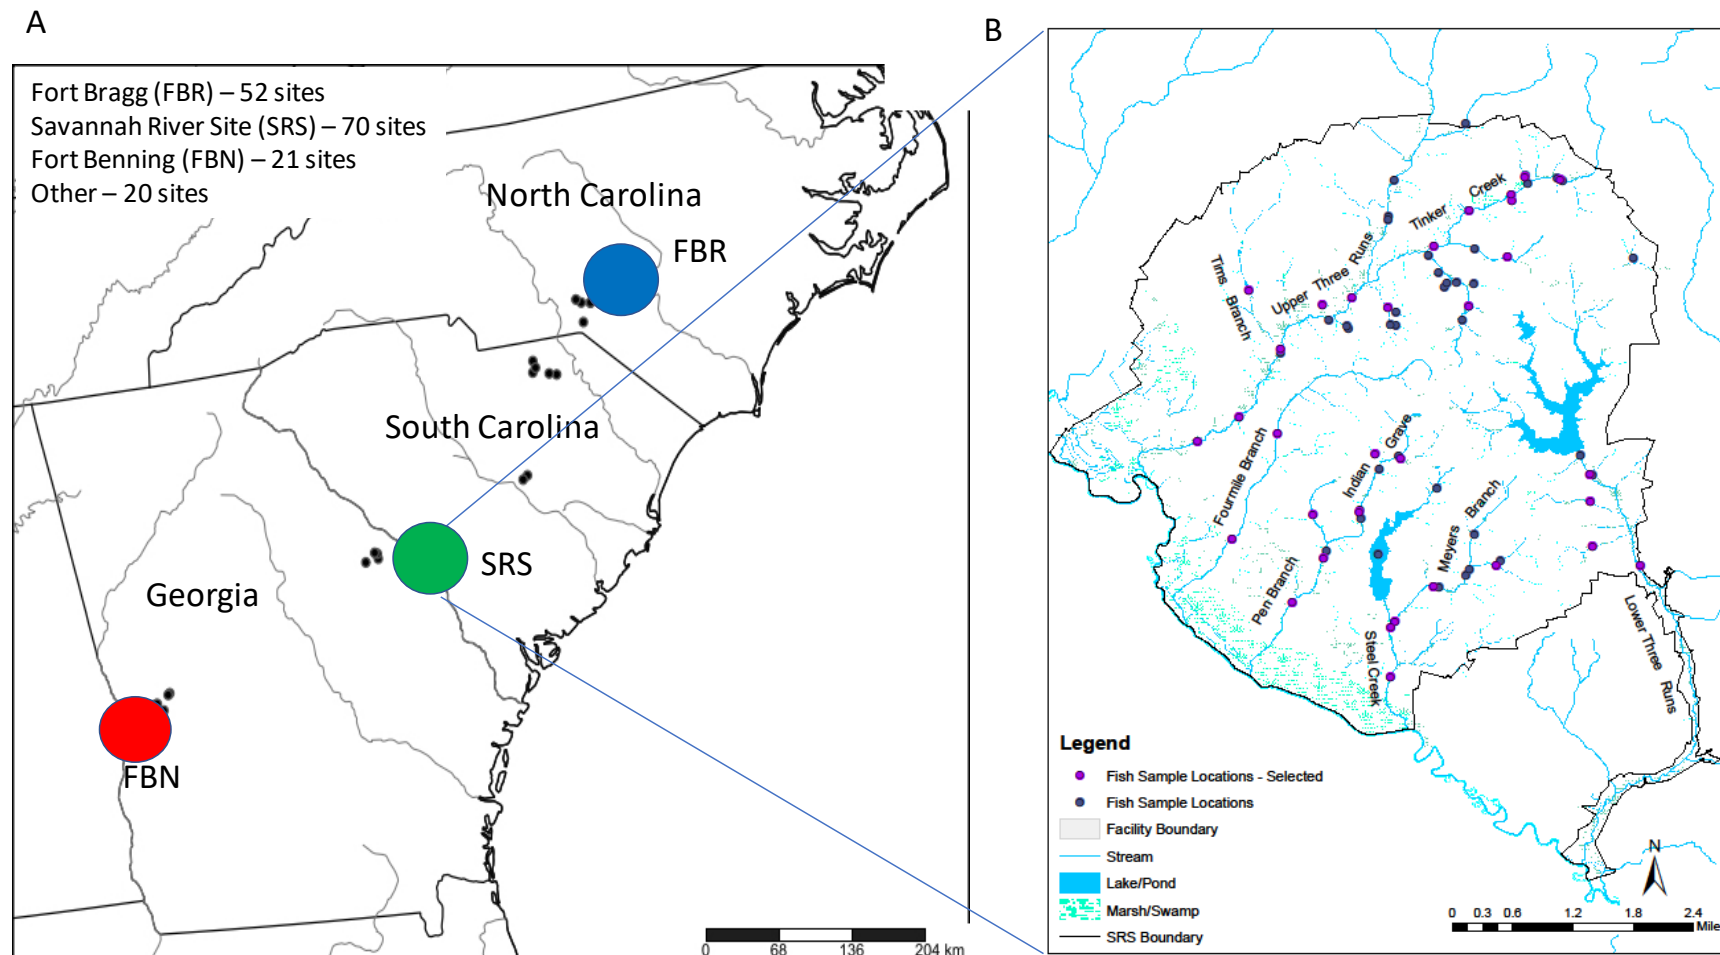 A
Fort Bragg (FBR) – 52 sites
Savannah River Site (SRS) – 70 sites
Fort Benning (FBN) – 21 sites
Other – 20 sites
North Carolina
FBR
South Carolina
SRS
Georgia
FBN
0 68 136 204 km
B
Tinker Creek
Upper Three Runs
Tims Branch
Fourmile Branch
Indian Grave
Meyers Branch
Pen Branch
Steel Creek
Lower Three Runs
Legend
Fish Sample Locations - Selected
Fish Sample Locations
Facility Boundary
Stream
Lake/Pond
Marsh/Swamp
SRS Boundary
N
0 0.3 0.6 1.2 1.8 2.4
Mile